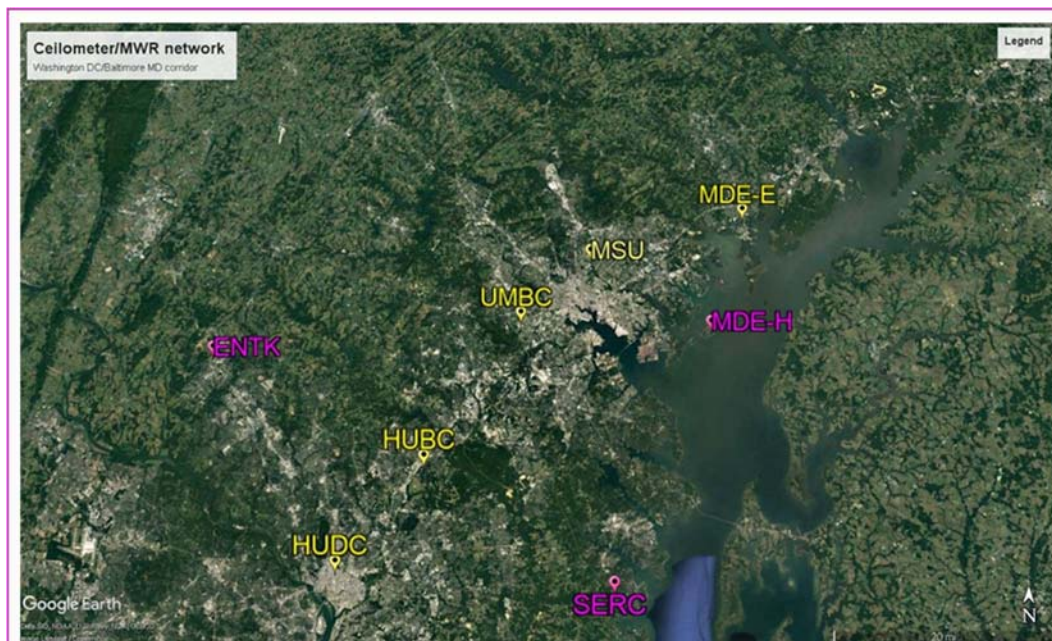 Ceilometer/MWR network
Washington DC/Baltimore MD corridor
Legend
MDE-E
MSU
UMBC
MDE-H
ENTK
HUBC
HUDC
SERC
Google Earth
N